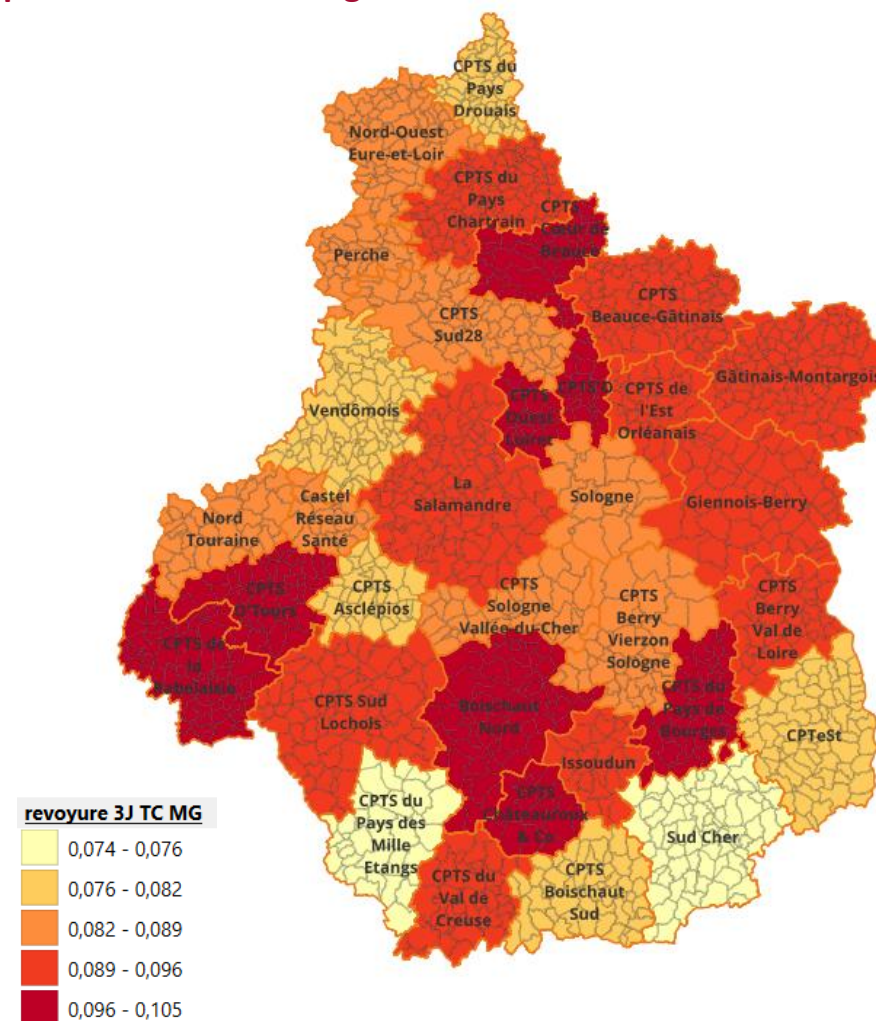 CPTS du
Pays
Drouais
Nord-Ouest
Eure-et-Loir
CPTS du
Pays
Chartrain
CPTS
Cœur de
Beauce
Perche
CPTS
Sud28
CPTS
Beauce-Gâtinais
Gâtinais-Montargois
CPTS de
l'Est
Orléanais
CPTS'O
CPTS
Ouest
Loiret
Vendômois
La
Salamandre
Sologne
Giennois-Berry
Castel
Réseau
Santé
Nord
Touraine
CPTS
O'Tours
CPTS
Asclépios
CPTS
Sologne
Vallée-du-Cher
CPTS
Berry
Vierzon
Sologne
CPTS
Berry
Val de
Loire
CPTS de
la
Rabelaisie
CPTS Sud
Lochois
Boischaut
Nord
CPTS du
Pays de
Bourges
CPTeSt
Issoudun
CPTS du
Pays des
Mille
Etangs
CPTS
Châteauroux
& Co
Sud Cher
CPTS du
Val de
Creuse
CPTS
Boischaut
Sud
revoyure 3J TC MG
0,074 - 0,076
0,076 - 0,082
0,082 - 0,089
0,089 - 0,096
0,096 - 0,105